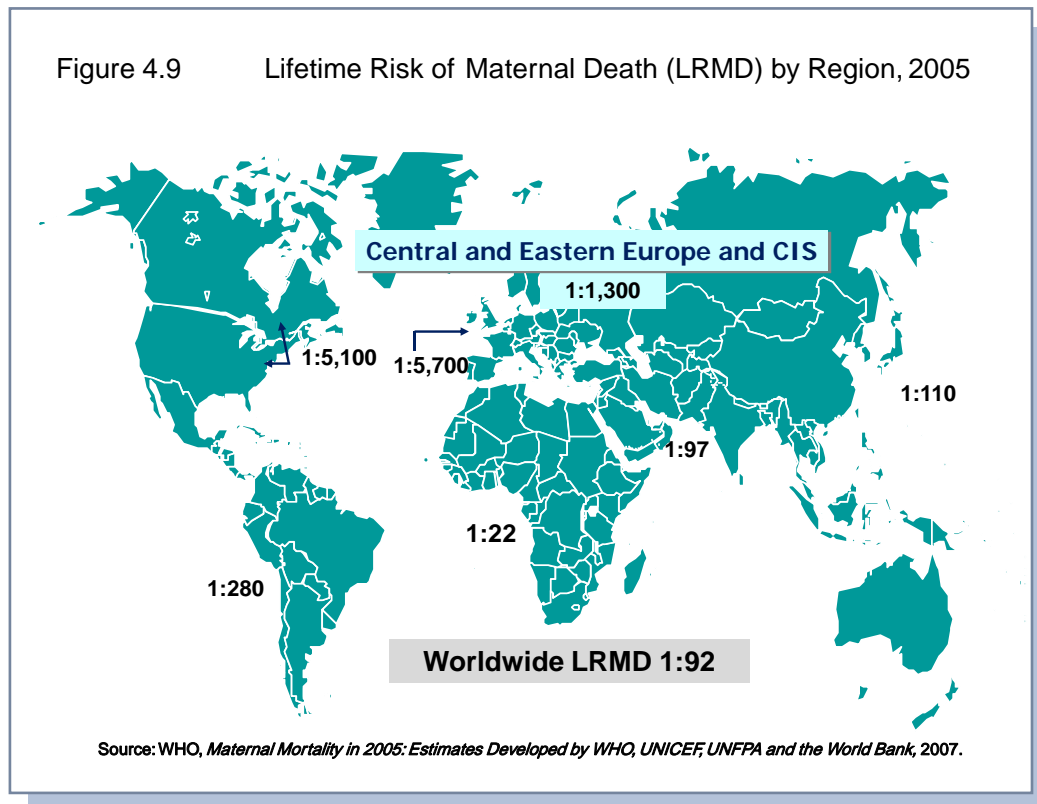 Figure 4.9 Lifetime Risk of Maternal Death (LRMD) by Region, 2005
Central and Eastern Europe and CIS
1:1,300
1:5,100
1:5,700
1:110
1:97
1:22
1:280
Worldwide LRMD 1:92
Source: WHO, Maternal Mortality in 2005: Estimates Developed by WHO, UNICEF, UNFPA and the World Bank, 2007.